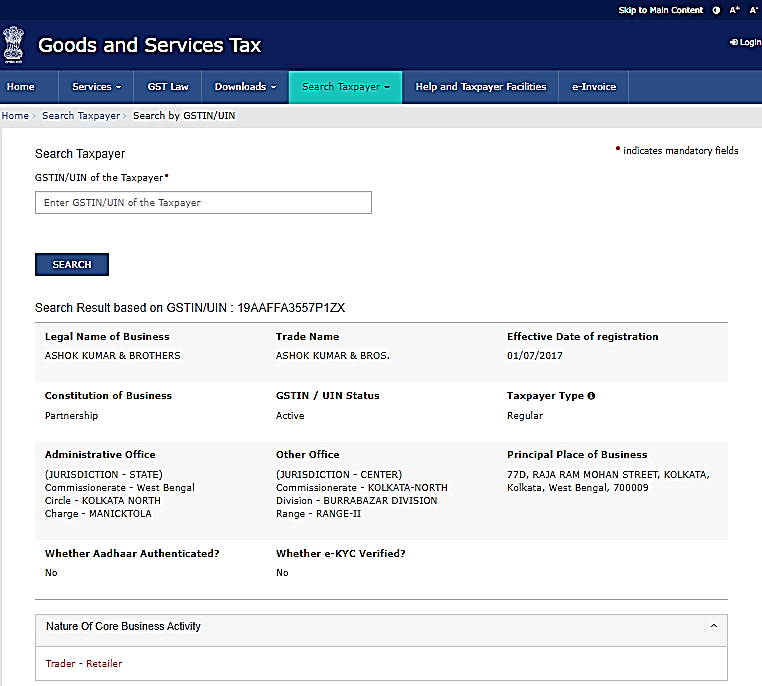 Skip to Main Content A+ A-
Goods and Services Tax
Login
Home Services GST Law Downloads Search Taxpayer Help and Taxpayer Facilities e-Invoice
Home › Search Taxpayer › Search by GSTIN/UIN
Search Taxpayer
• indicates mandatory fields
GSTIN/UIN of the Taxpayer•
Enter GSTIN/UIN of the Taxpayer
SEARCH
Search Result based on GSTIN/UIN : 19AAFFA3557P1ZX
Legal Name of Business Trade Name Effective Date of registration
ASHOK KUMAR & BROTHERS ASHOK KUMAR & BROS. 01/07/2017
Constitution of Business GSTIN / UIN Status Taxpayer Type
Partnership Active Regular
Administrative Office Other Office Principal Place of Business
(JURISDICTION - STATE) (JURISDICTION - CENTER) 77D, RAJA RAM MOHAN STREET, KOLKATA,
Commissionerate - West Bengal Commissionerate - KOLKATA-NORTH Kolkata, West Bengal, 700009
Circle - KOLKATA NORTH Division - BURRABAZAR DIVISION
Charge - MANICKTOLA Range - RANGE-II
Whether Aadhaar Authenticated? Whether e-KYC Verified?
No No
Nature Of Core Business Activity
Trader - Retailer